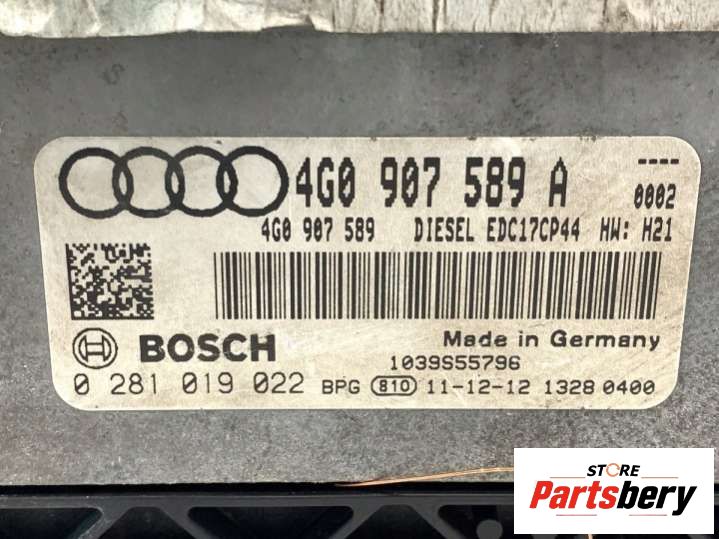 4G0 907 589 A
----
0002
4G0 907 589 DIESEL EDC17CP44 HW: H21
BOSCH Made in Germany
1039S55796
0 281 019 022 BPG 810 11-12-12 1328 0400
STORE
Partsbery